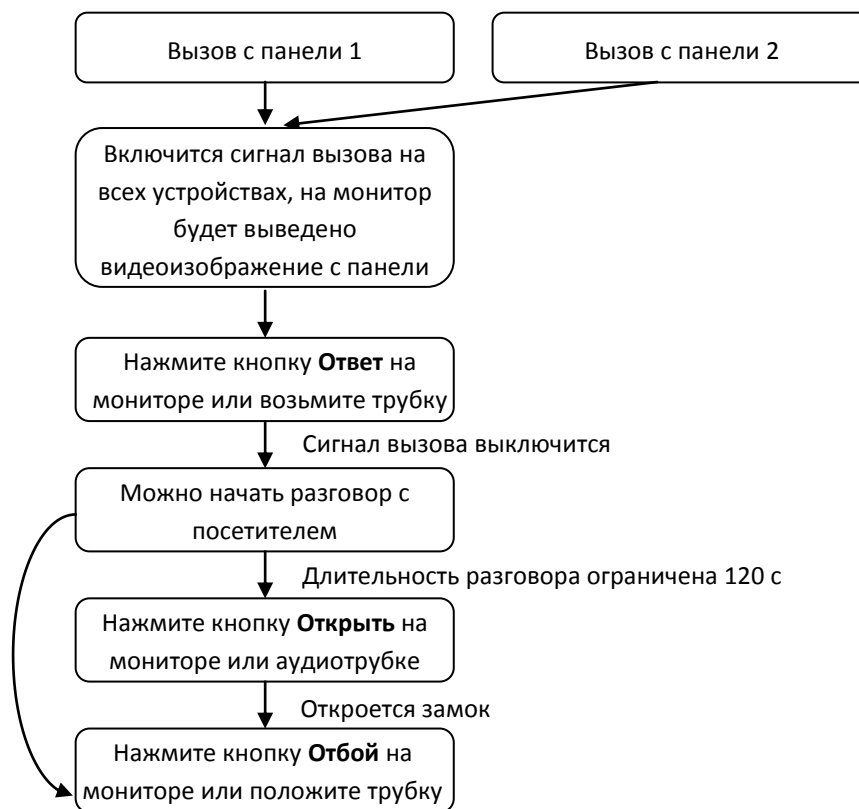 Вызов с панели 1
Вызов с панели 2
Включится сигнал вызова на
всех устройствах, на монитор
будет выведено
видеоизображение с панели
Нажмите кнопку Ответ на
мониторе или возьмите трубку
Сигнал вызова выключится
Можно начать разговор с
посетителем
Длительность разговора ограничена 120 с
Нажмите кнопку Открыть на
мониторе или аудиотрубке
Откроется замок
Нажмите кнопку Отбой на
мониторе или положите трубку